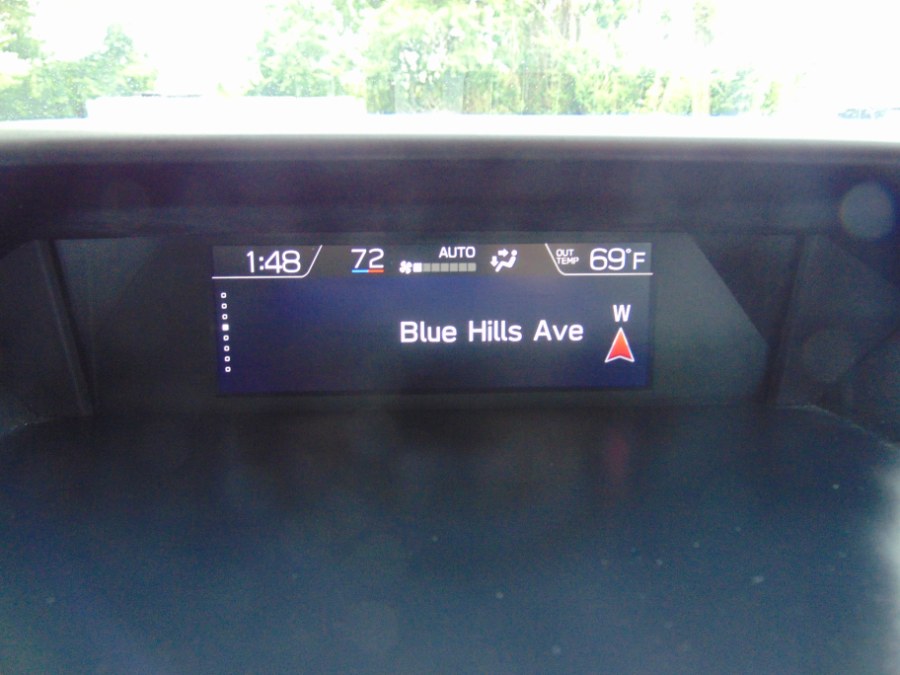 1:48 72 AUTO OUT TEMP 69°F
W
Blue Hills Ave